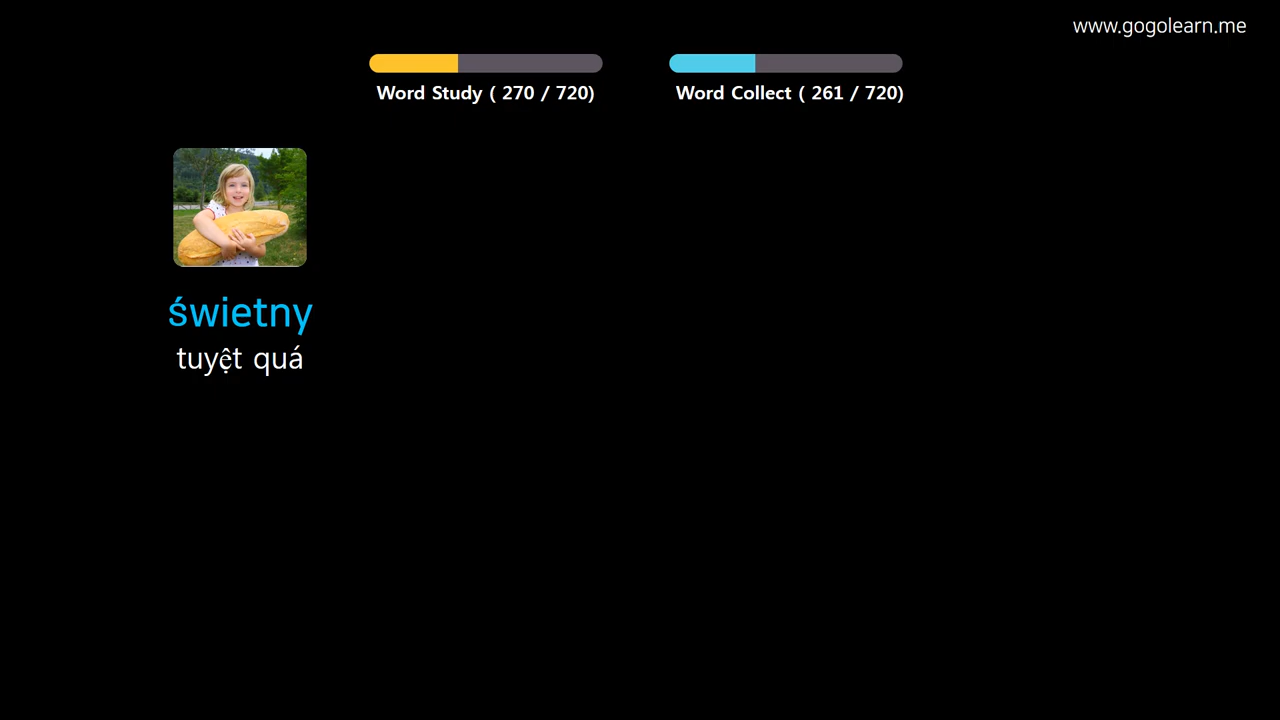 www.gogolearn.me
Word Study ( 270 / 720)
Word Collect ( 261 / 720)
świetny
tuyệt quá